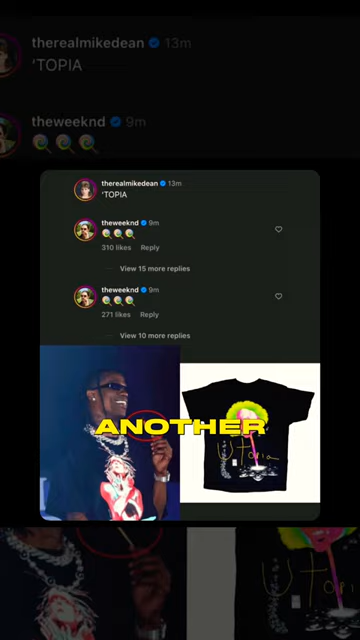 therealmikedean 13m
'TOPIA
theweeknd 9m
🍭🍭🍭
therealmikedean 13m
'TOPIA
theweeknd 9m
🍭🍭🍭
310 likes Reply
View 15 more replies
theweeknd 9m
🍭🍭🍭
271 likes Reply
View 10 more replies
ANOTHER
Utopia
Utopi